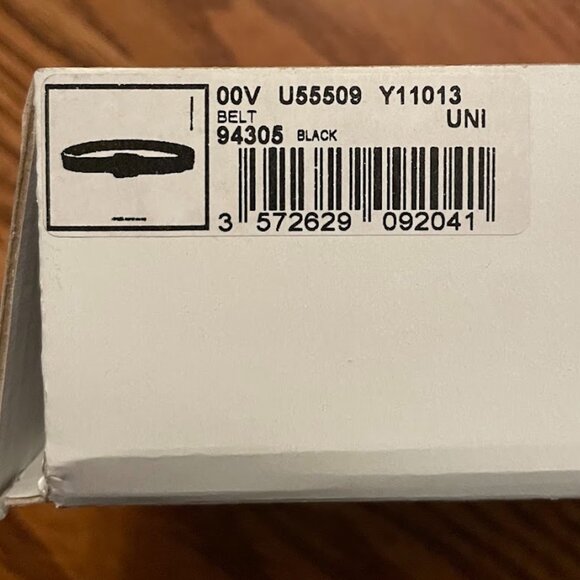 00V U55509 Y11013
BELT UNI
94305 BLACK
3 572629 092041